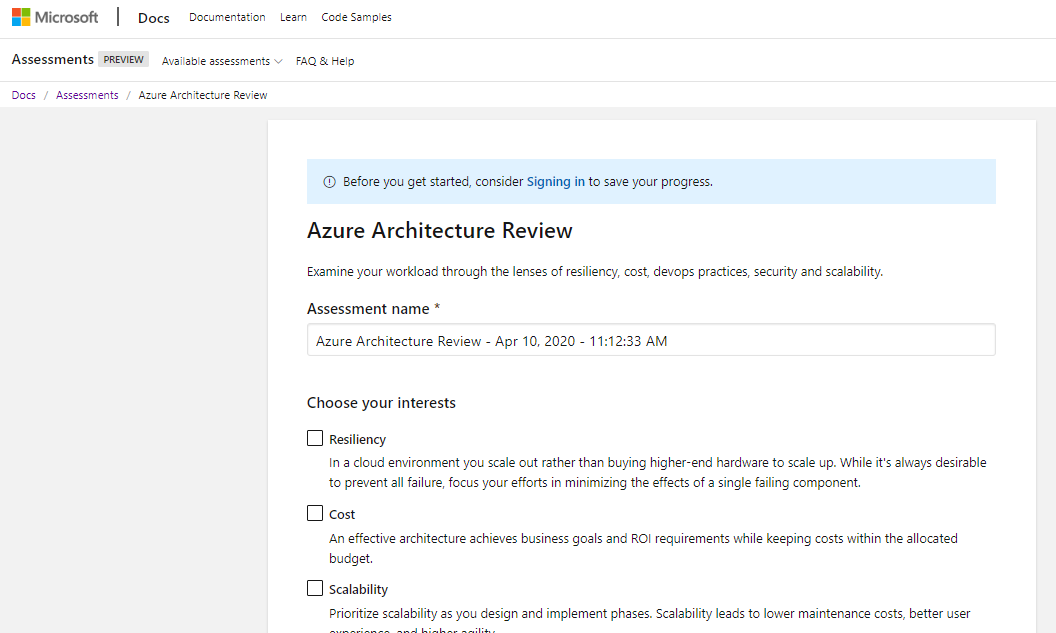 Microsoft Docs Documentation Learn Code Samples
Assessments PREVIEW Available assessments FAQ & Help
Docs / Assessments / Azure Architecture Review
Before you get started, consider Signing in to save your progress.
Azure Architecture Review
Examine your workload through the lenses of resiliency, cost, devops practices, security and scalability.
Assessment name *
Azure Architecture Review - Apr 10, 2020 - 11:12:33 AM
Choose your interests
Resiliency
In a cloud environment you scale out rather than buying higher-end hardware to scale up. While it's always desirable
to prevent all failure, focus your efforts in minimizing the effects of a single failing component.
Cost
An effective architecture achieves business goals and ROI requirements while keeping costs within the allocated
budget.
Scalability
Prioritize scalability as you design and implement phases. Scalability leads to lower maintenance costs, better user
experience, and higher agility.